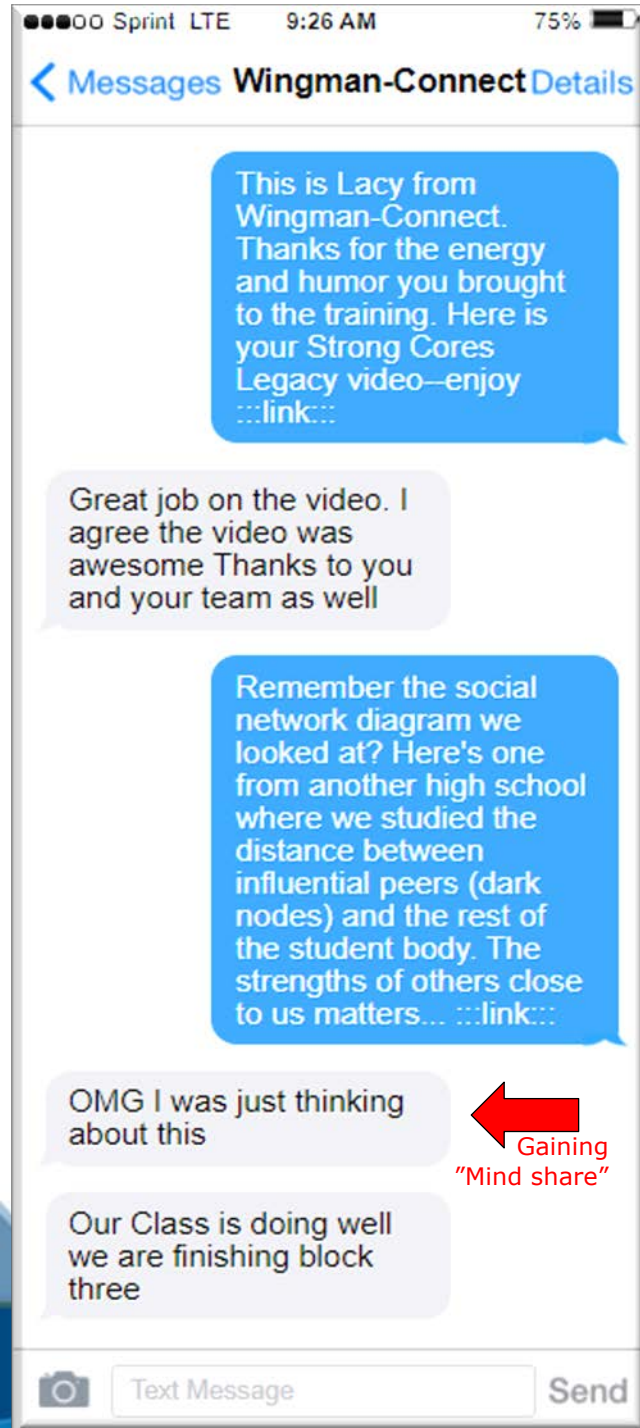 Sprint LTE 9:26 AM 75%
Messages Wingman-Connect Details
This is Lacy from
Wingman-Connect.
Thanks for the energy
and humor you brought
to the training. Here is
your Strong Cores
Legacy video--enjoy
:::link:::
Great job on the video. I
agree the video was
awesome Thanks to you
and your team as well
Remember the social
network diagram we
looked at? Here's one
from another high school
where we studied the
distance between
influential peers (dark
nodes) and the rest of
the student body. The
strengths of others close
to us matters... :::link:::
OMG I was just thinking
about this
Gaining
"Mind share"
Our Class is doing well
we are finishing block
three
Text Message Send